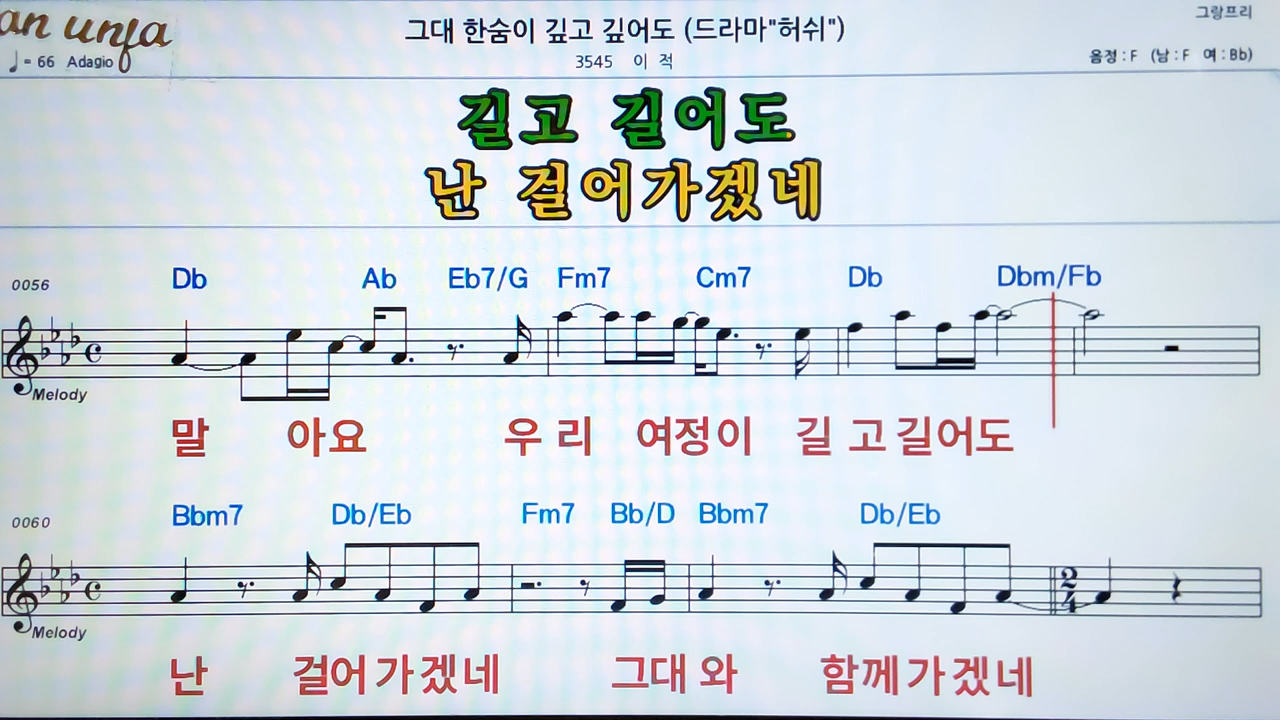 an unfa
그대 한숨이 깊고 깊어도 (드라마"허쉬")
그랑프리
♩= 66 Adagio
3545 이 적
음정 : F (남 : F 여 : Bb)
길고 길어도
난 걸어가겠네
Db Ab Eb7/G Fm7 Cm7 Db Dbm/Fb
0056
Melody
말 아요 우 리 여정이 길 고 길어도
Bbm7 Db/Eb Fm7 Bb/D Bbm7 Db/Eb
0060
2
4
Melody
난 걸어가겠네 그대 와 함께가겠네